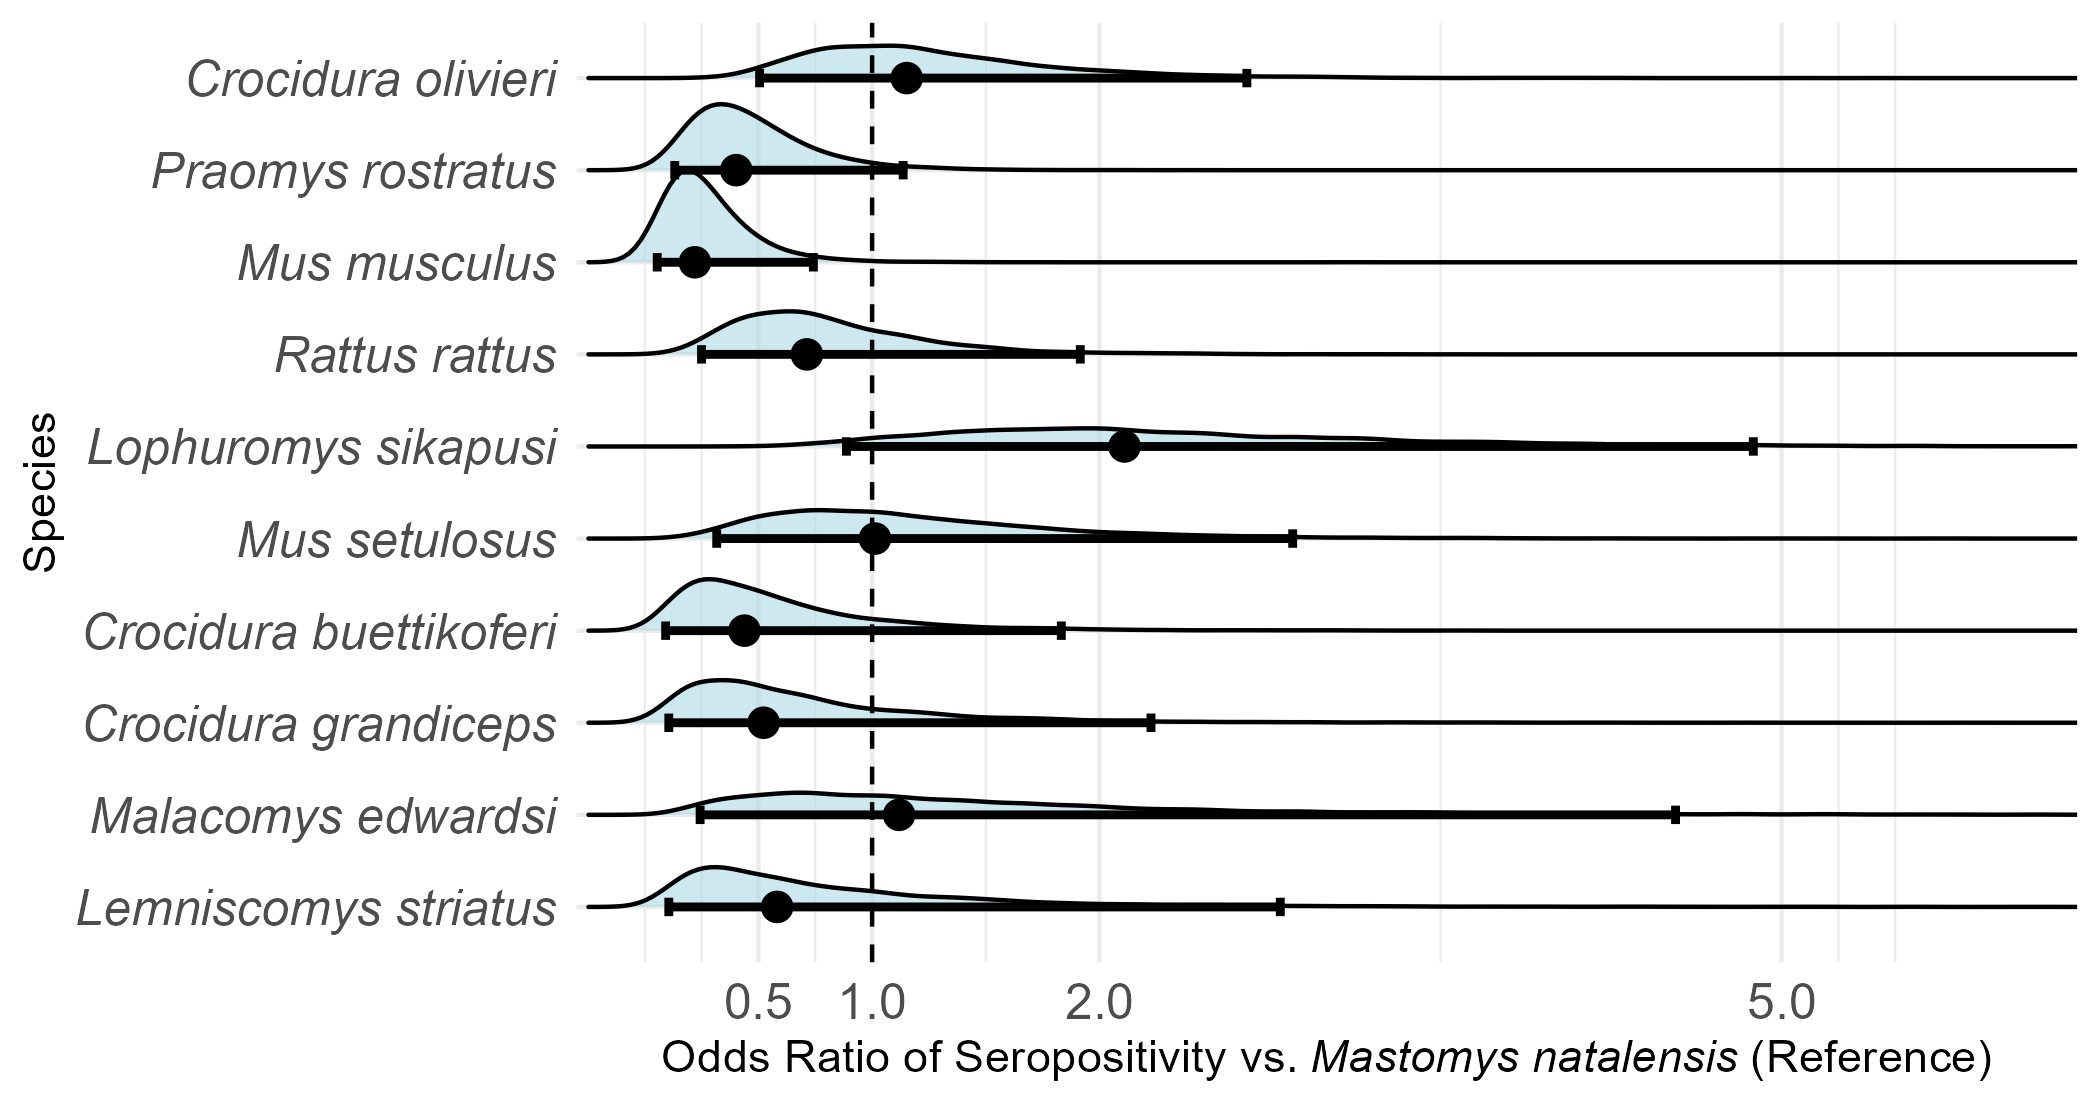 Crocidura olivieri
Praomys rostratus
Mus musculus
Rattus rattus
Lophuromys sikapusi
Mus setulosus
Crocidura buettikoferi
Crocidura grandiceps
Malacomys edwardsi
Lemniscomys striatus
Species
0.5 1.0 2.0 5.0
Odds Ratio of Seropositivity vs. Mastomys natalensis (Reference)